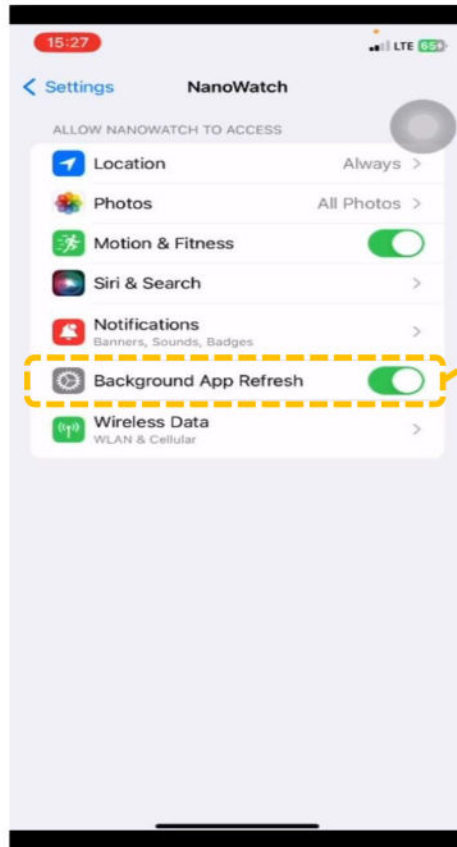 15:27
LTE 65
Settings
NanoWatch
ALLOW NANOWATCH TO ACCESS
Location
Always
Photos
All Photos
Motion & Fitness
Siri & Search
Notifications
Banners, Sounds, Badges
Background App Refresh
Wireless Data
WLAN & Cellular